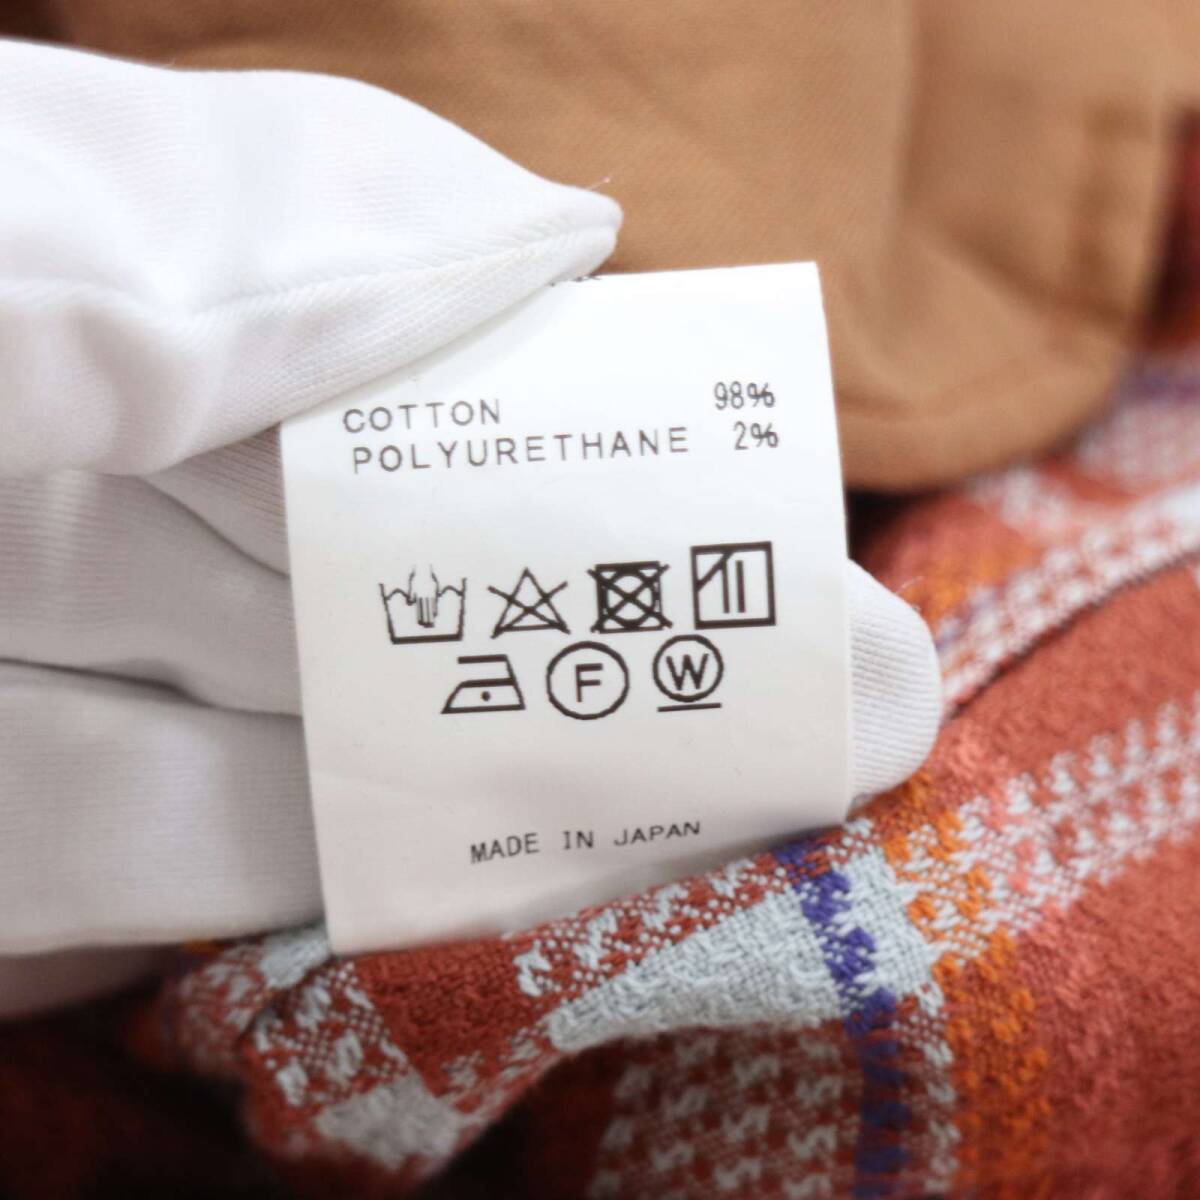 COTTON 98%
POLYURETHANE 2%
F W
MADE IN JAPAN